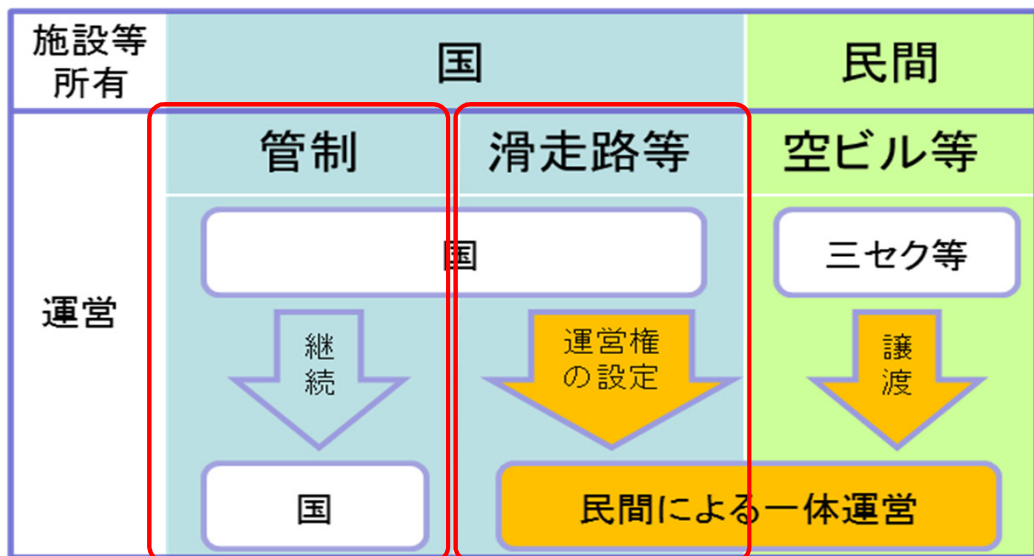 施設等
所有
国
民間
管制
滑走路等
空ビル等
運営
国
三セク等
継
続
運営権
の設定
譲
渡
国
民間による一体運営